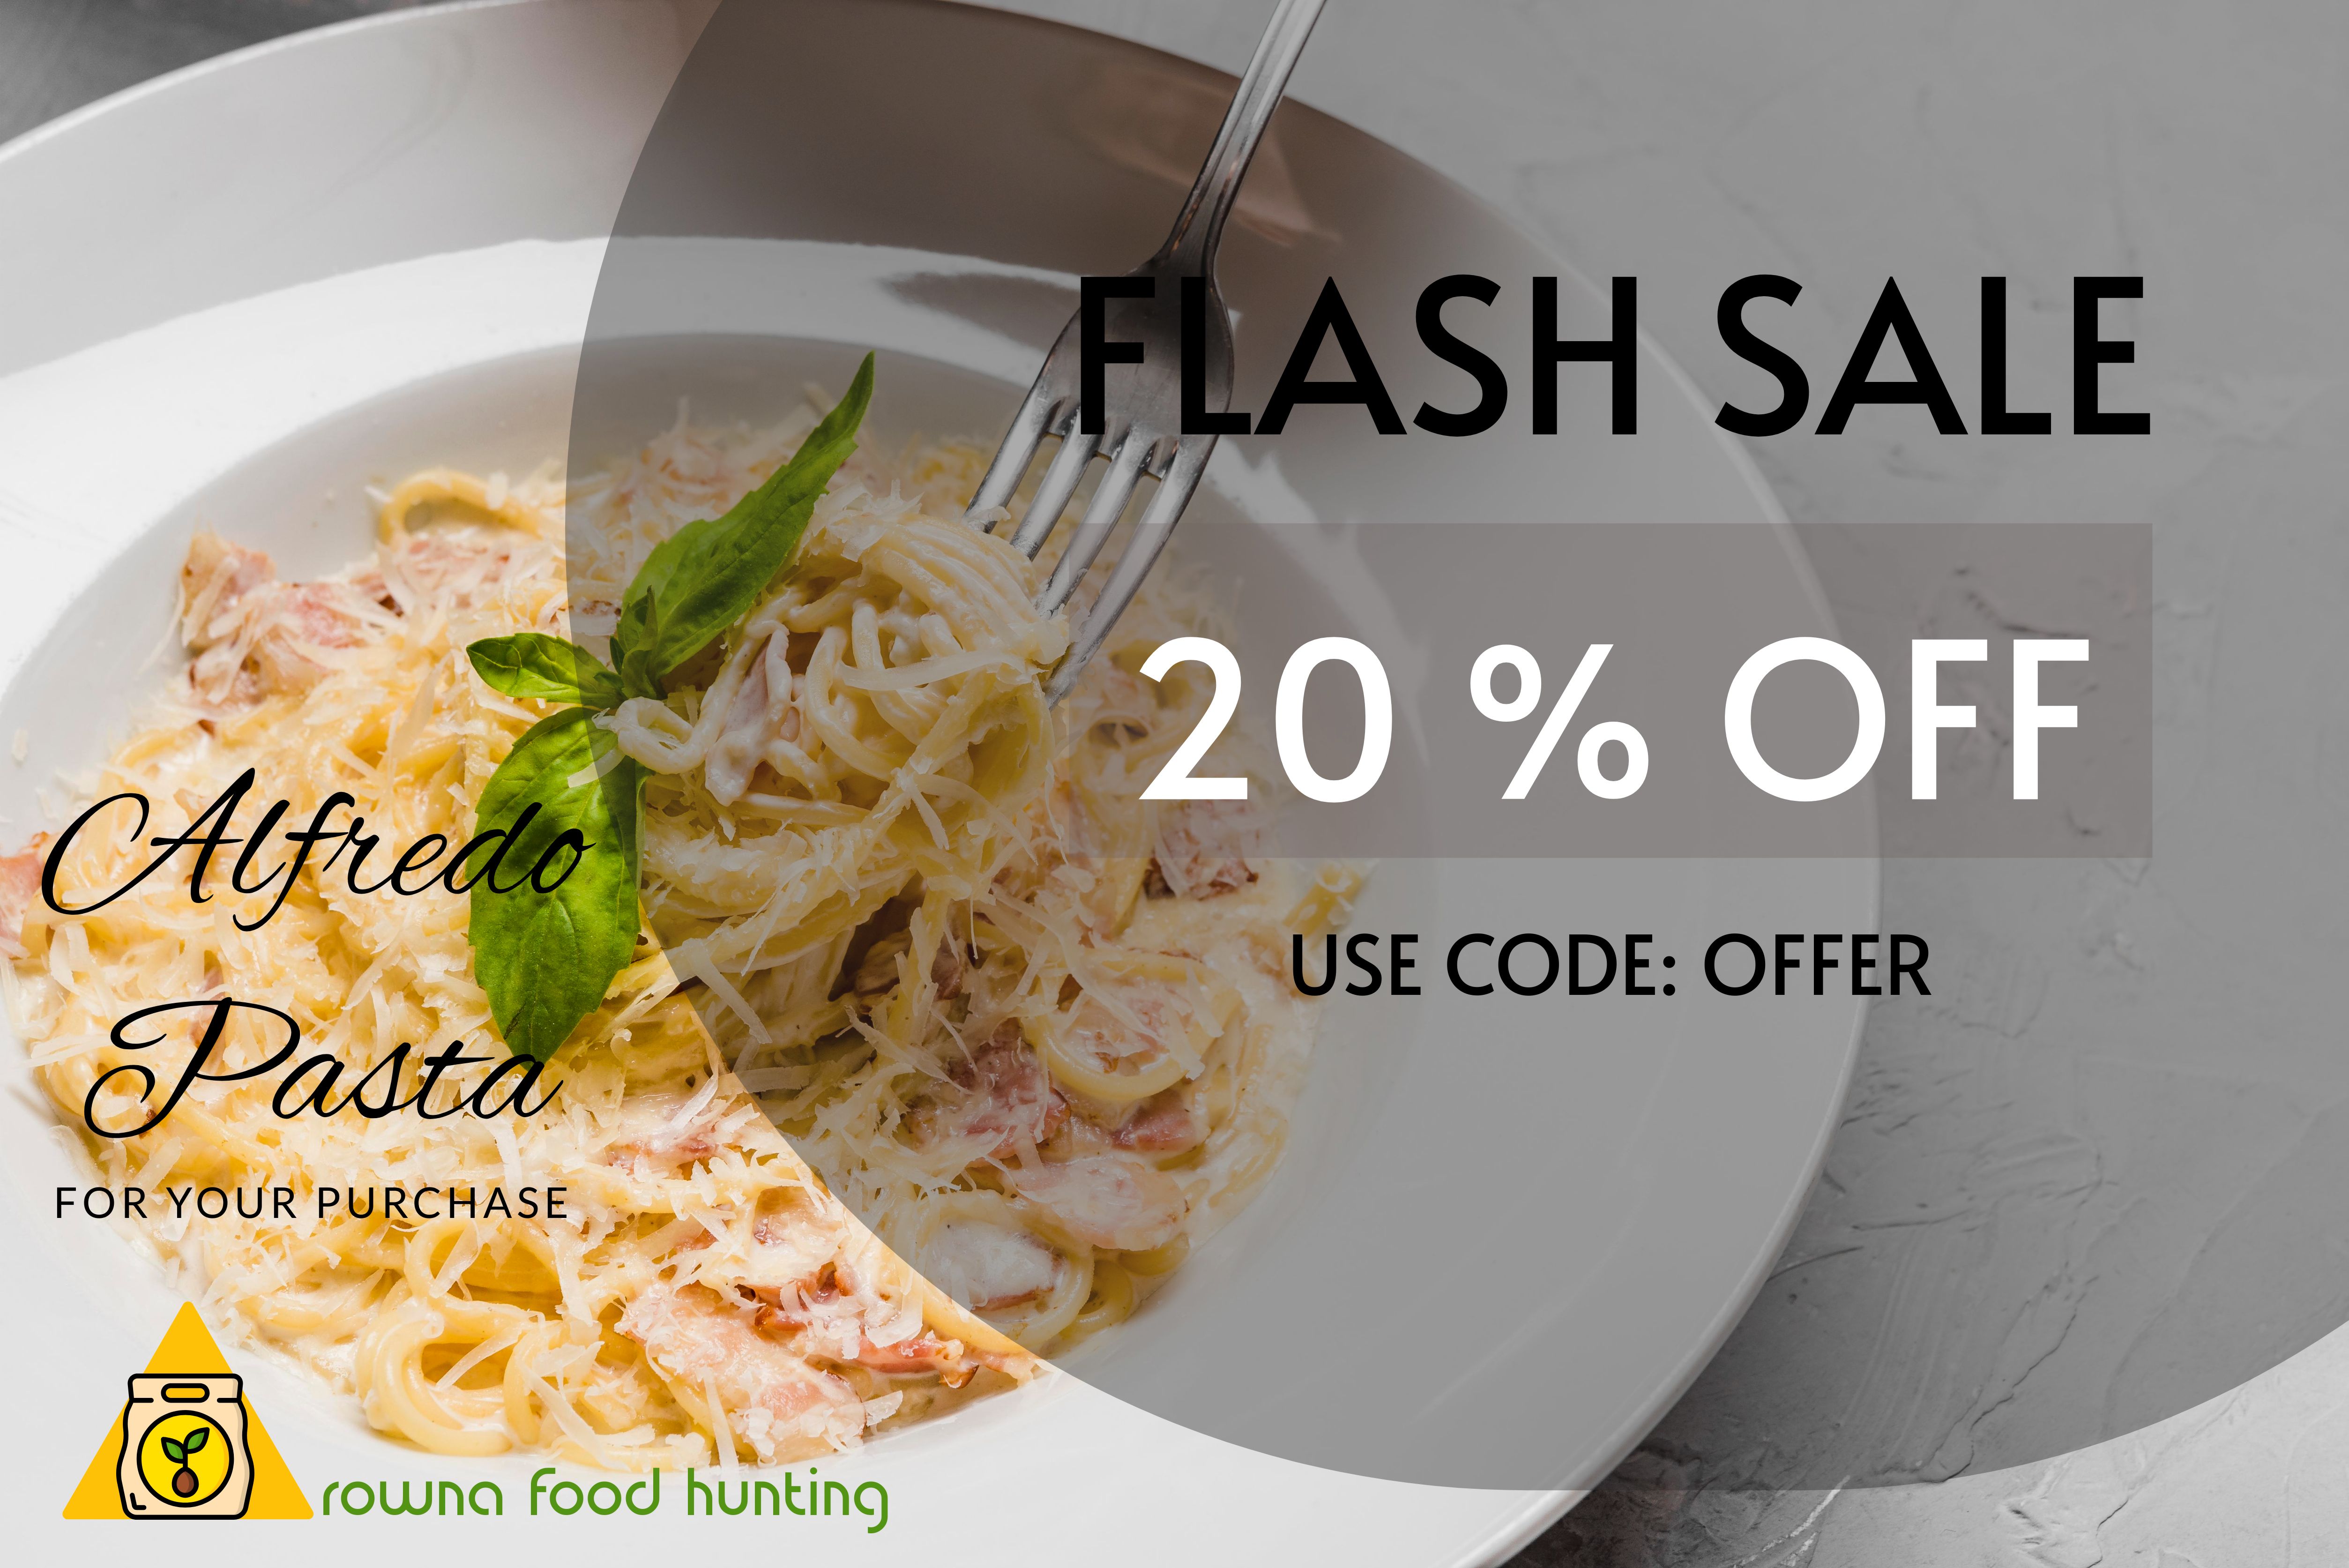 FLASH SALE
20 % OFF
USE CODE: OFFER
Alfredo
Pasta
FOR YOUR PURCHASE
rowna food hunting